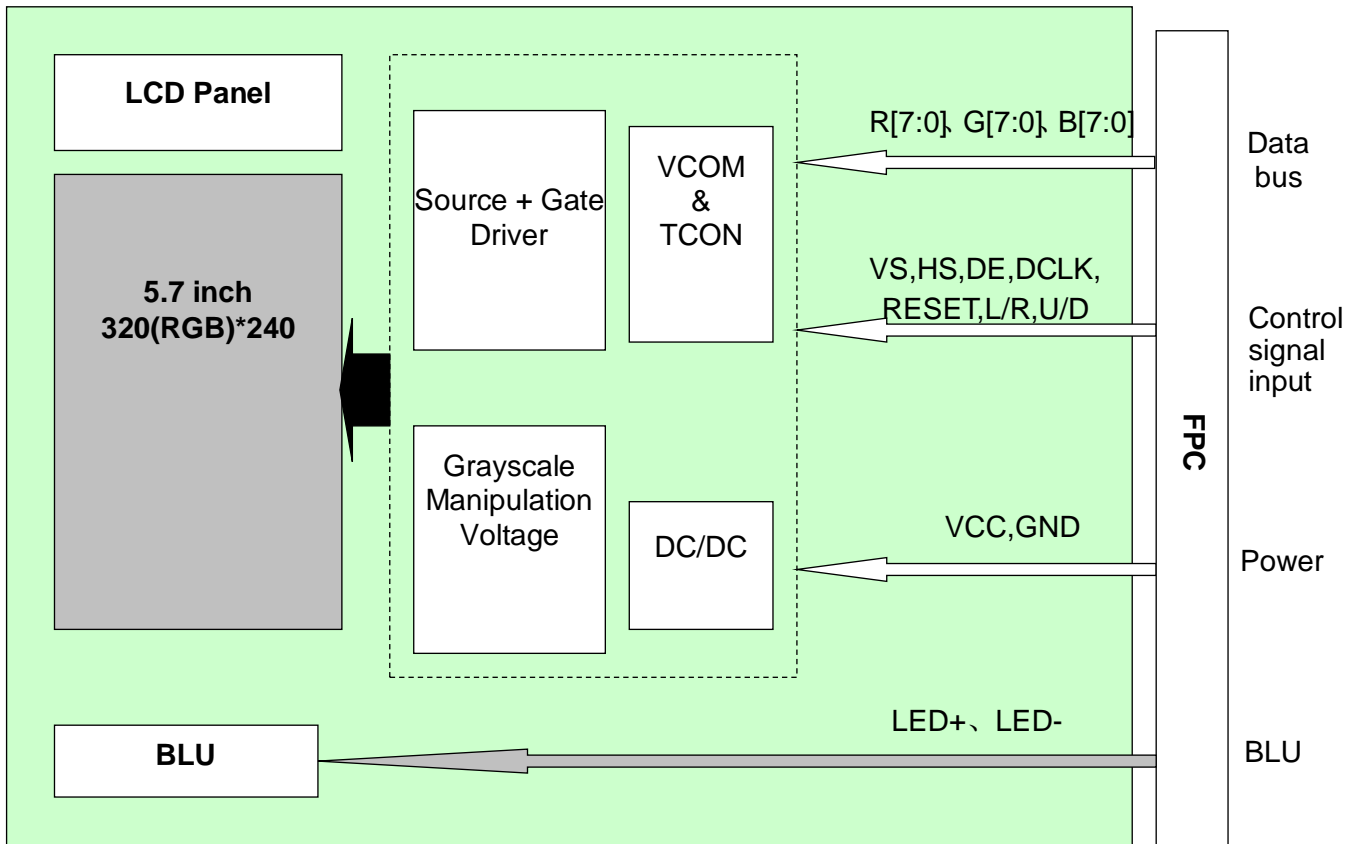 LCD Panel
5.7 inch
320(RGB)*240
Source + Gate
Driver
VCOM
&
TCON
Grayscale
Manipulation
Voltage
DC/DC
BLU
R[7:0]、G[7:0]、B[7:0]
VS,HS,DE,DCLK,
RESET,L/R,U/D
VCC,GND
LED+、LED-
FPC
Data
bus
Control
signal
input
Power
BLU